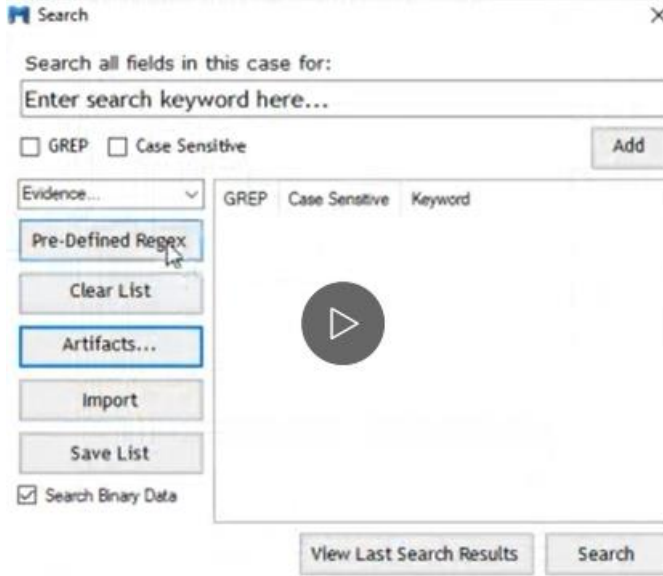 Search
Search all fields in this case for:
Enter search keyword here...
GREP Case Sensitive Add
Evidence... GREP Case Sensitive Keyword
Pre-Defined Regex
Clear List
Artifacts...
Import
Save List
Search Binary Data
View Last Search Results Search